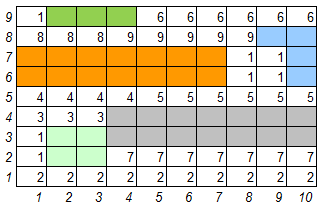 9 1 6 6 6 6 6 6
8 8 8 8 9 9 9 9 9
7 1 1
6 1 1
5 4 4 4 4 4 5 5 5 5 5
4 3 3 3
3 1
2 1 7 7 7 7 7 7 7
1 2 2 2 2 2 2 2 2 2 2
1 2 3 4 5 6 7 8 9 10